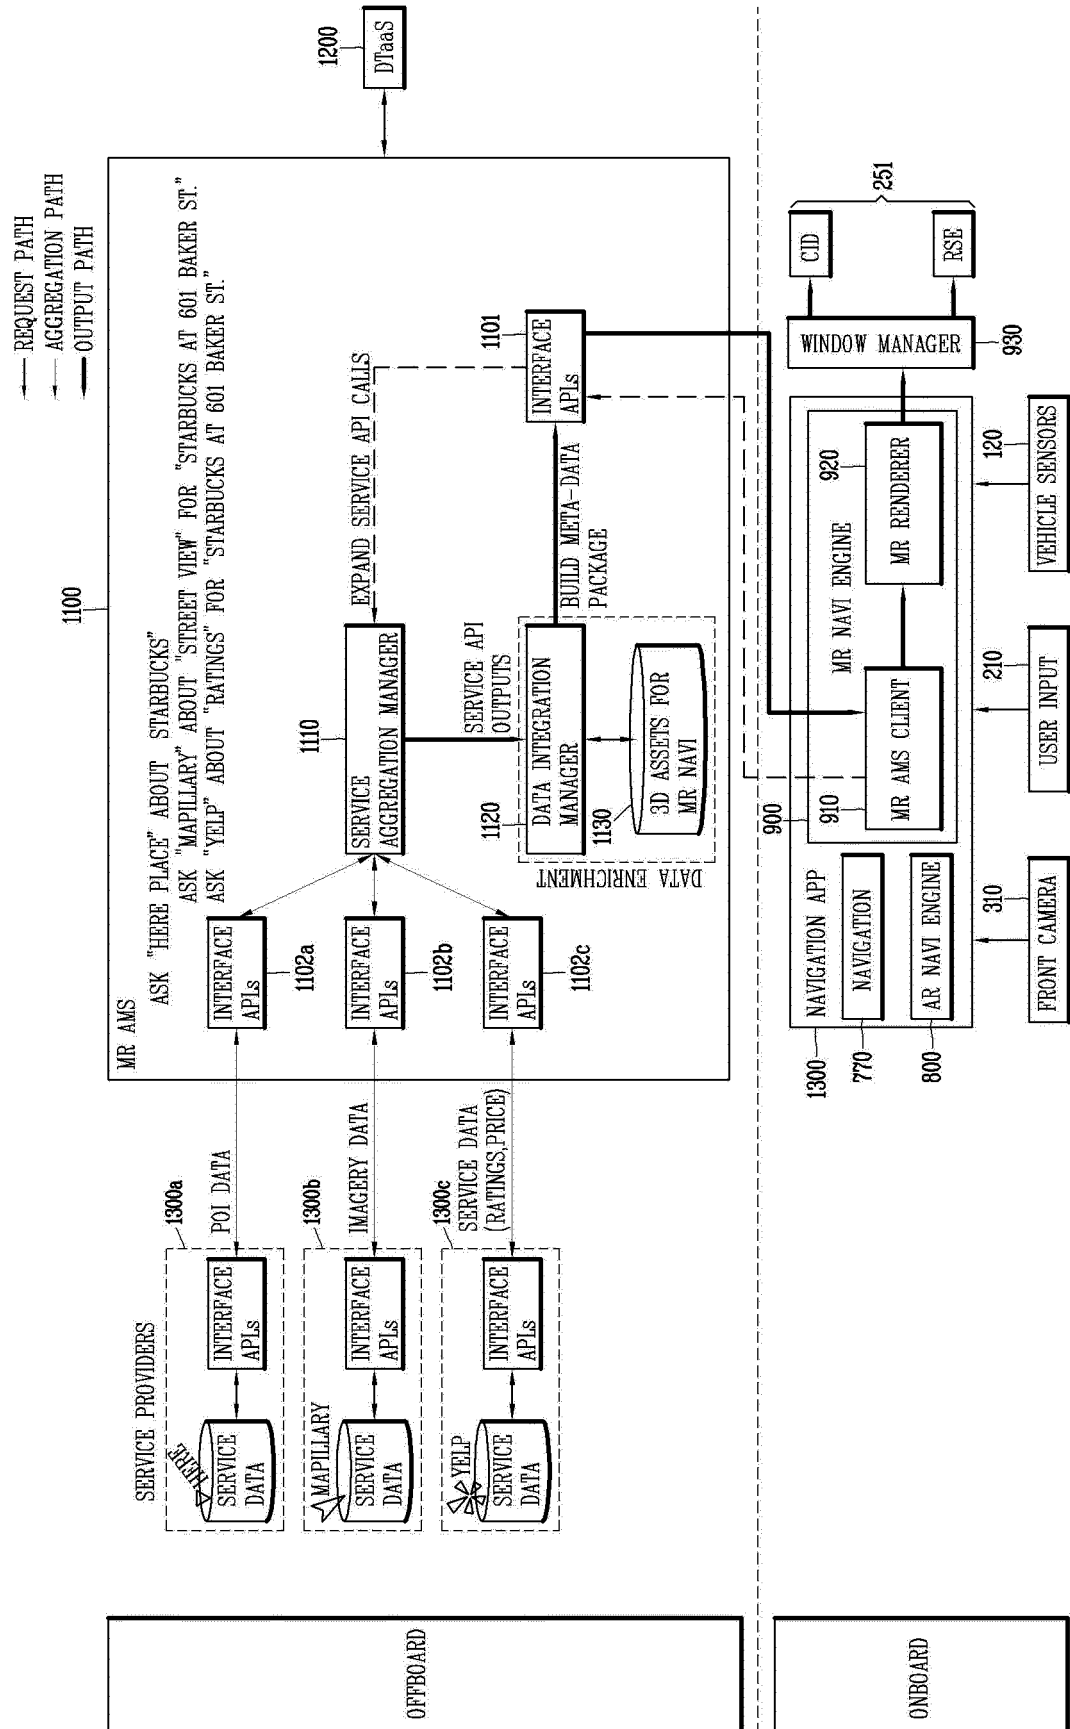 REQUEST PATH
AGGREGATION PATH
OUTPUT PATH
1100
1200
DTaaS
MR AMS
ASK "HERE PLACE" ABOUT STARBUCKS"
ASK "MAPILLARY" ABOUT "STREET VIEW" FOR "STARBUCKS AT 601 BAKER ST."
ASK "YELP" ABOUT "RATINGS" FOR "STARBUCKS AT 601 BAKER ST."
SERVICE PROVIDERS
1300a
HERE
SERVICE
DATA
INTERFACE
APLs
POI DATA
INTERFACE
APLs
1102a
1300b
MAPILLARY
SERVICE
DATA
INTERFACE
APLs
IMAGERY DATA
INTERFACE
APLs
1102b
1300c
YELP
SERVICE
DATA
INTERFACE
APLs
SERVICE DATA
(RATINGS,PRICE)
INTERFACE
APLs
1102c
1110
SERVICE
AGGREGATION MANAGER
EXPAND SERVICE API CALLS
SERVICE API
OUTPUTS
1120
DATA INTEGRATION
MANAGER
1130
3D ASSETS FOR
MR NAVI
DATA ENRICHMENT
BUILD META-DATA
PACKAGE
1101
INTERFACE
APLs
OFFBOARD
ONBOARD
1300
NAVIGATION APP
770
NAVIGATION
800
AR NAVI ENGINE
900
MR NAVI ENGINE
910
MR AMS CLIENT
920
MR RENDERER
WINDOW MANAGER
930
CID
RSE
251
FRONT CAMERA
310
USER INPUT
210
VEHICLE SENSORS
120